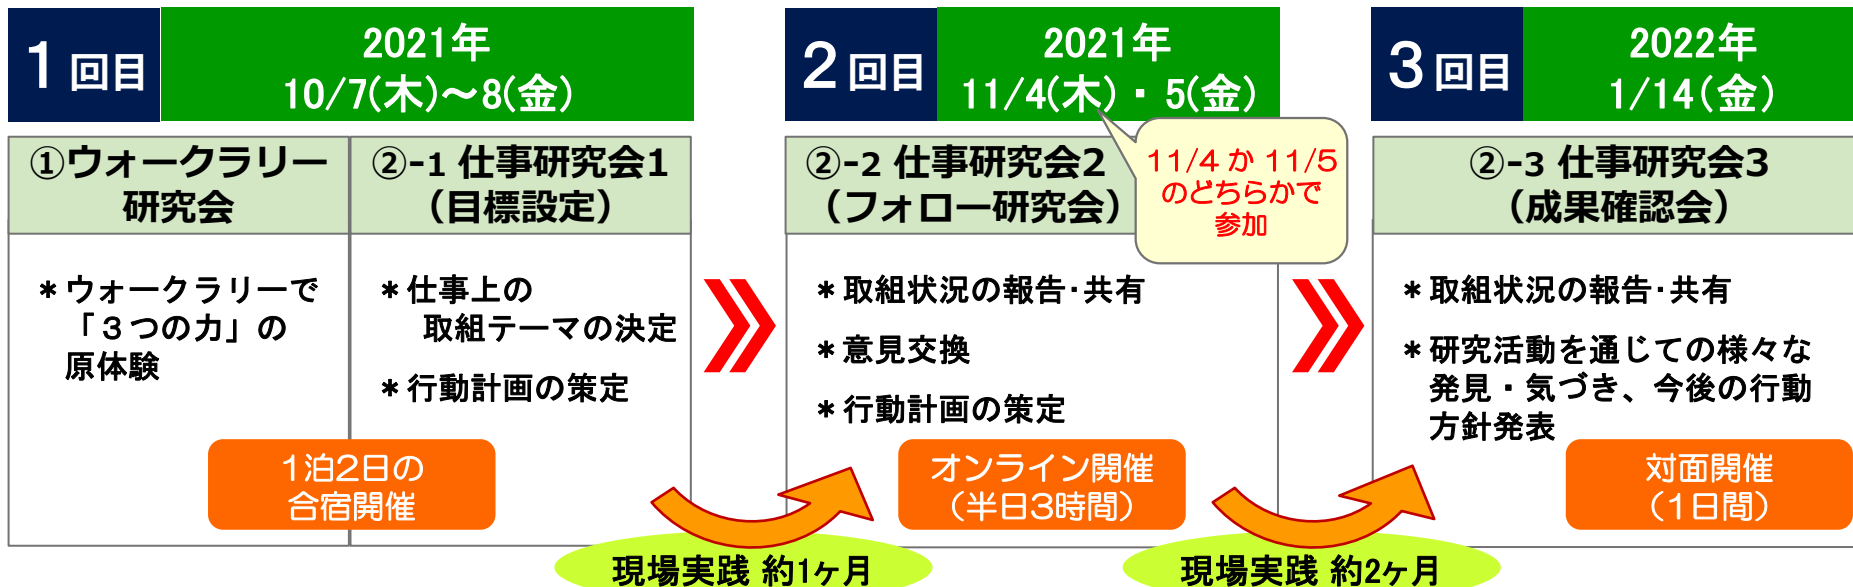 1回目
2021年
10/7(木)～8(金)
①ウォークラリー
研究会
②-1 仕事研究会1
（目標設定）
＊ウォークラリーで
「３つの力」の
原体験
＊仕事上の
取組テーマの決定
＊行動計画の策定
1泊2日の
合宿開催
現場実践 約1ヶ月
2回目
2021年
11/4(木)・5(金)
11/4 か 11/5
のどちらかで
参加
②-2 仕事研究会2
（フォロー研究会）
＊取組状況の報告･共有
＊意見交換
＊行動計画の策定
オンライン開催
（半日3時間）
現場実践 約2ヶ月
3回目
2022年
1/14（金）
②-3 仕事研究会3
（成果確認会）
＊取組状況の報告･共有
＊研究活動を通じての様々な
発見・気づき、今後の行動
方針発表
対面開催
（1日間）